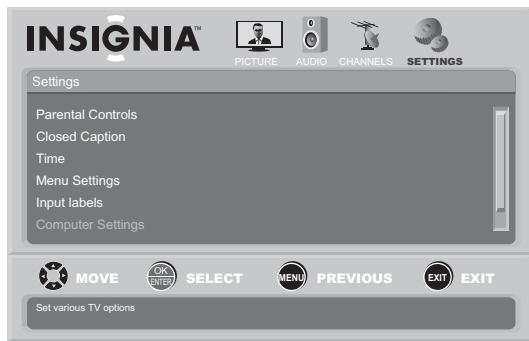 INSIGNIA™
PICTURE AUDIO CHANNELS SETTINGS
Settings
Parental Controls
Closed Caption
Time
Menu Settings
Input labels
Computer Settings
MOVE OK ENTER SELECT MENU PREVIOUS EXIT EXIT
Set various TV options